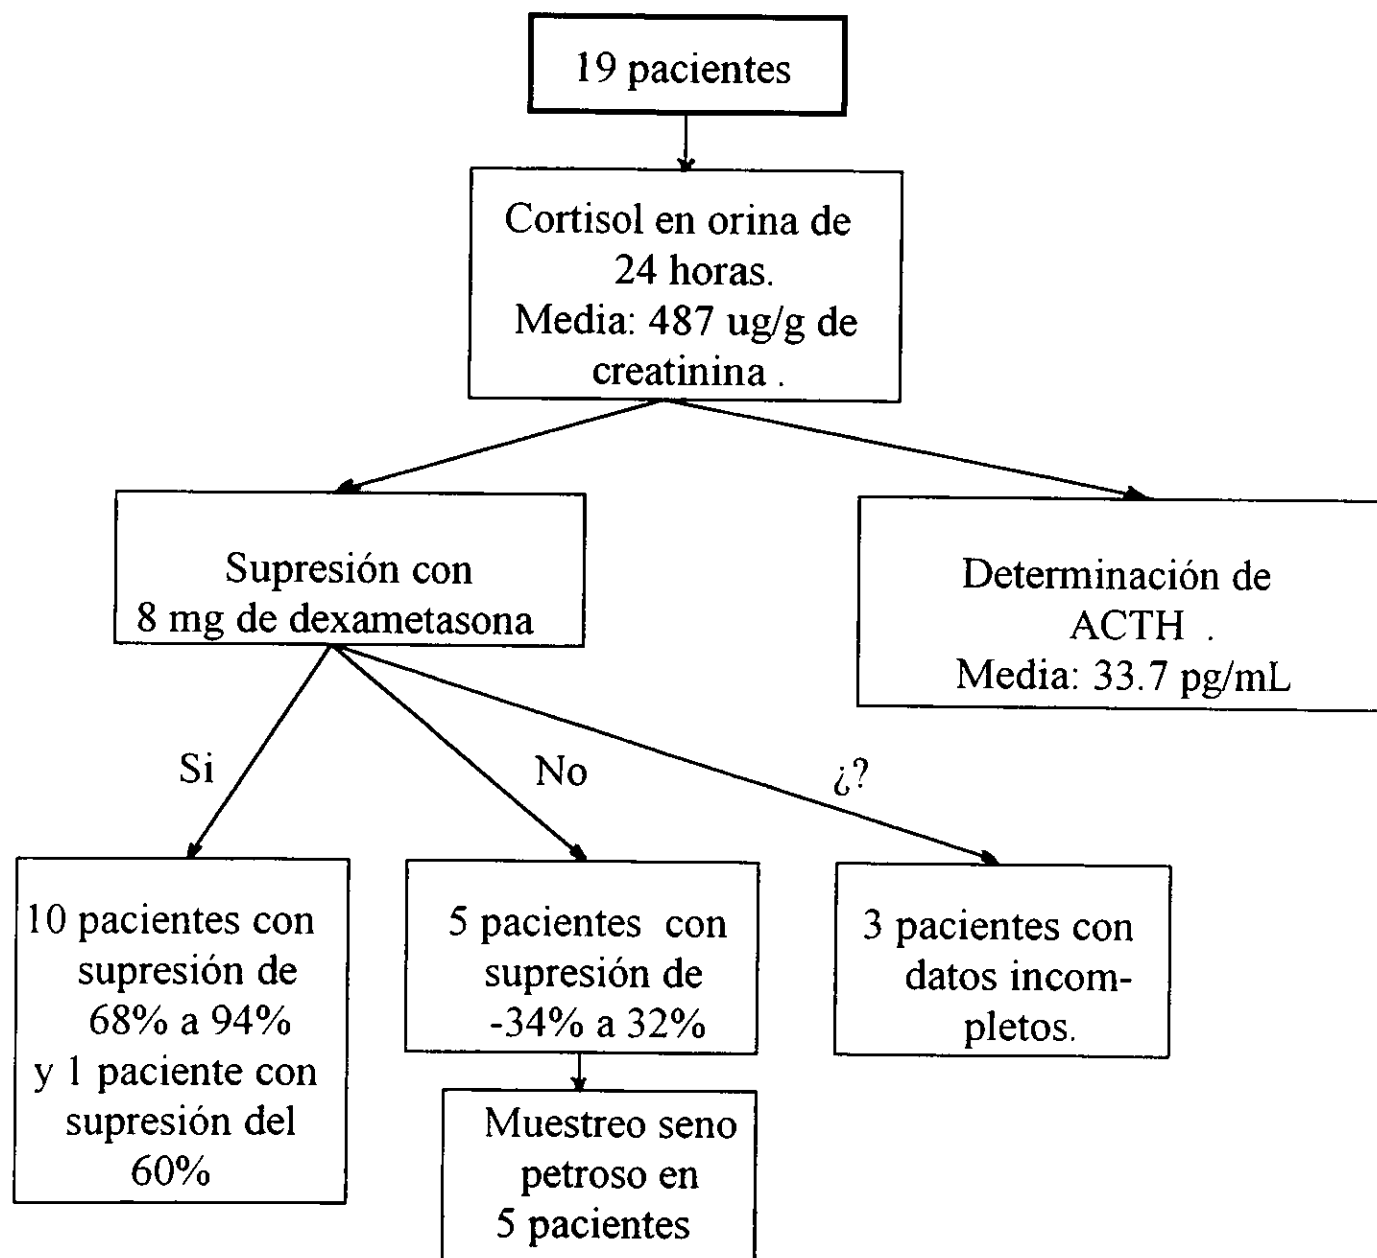 19 pacientes
Cortisol en orina de
24 horas.
Media: 487 ug/g de
creatinina .
Supresión con
8 mg de dexametasona
Determinación de
ACTH .
Media: 33.7 pg/mL
Si
No
¿?
10 pacientes con
supresión de
68% a 94%
y 1 paciente con
supresión del
60%
5 pacientes con
supresión de
-34% a 32%
3 pacientes con
datos incom-
pletos.
Muestreo seno
petroso en
5 pacientes